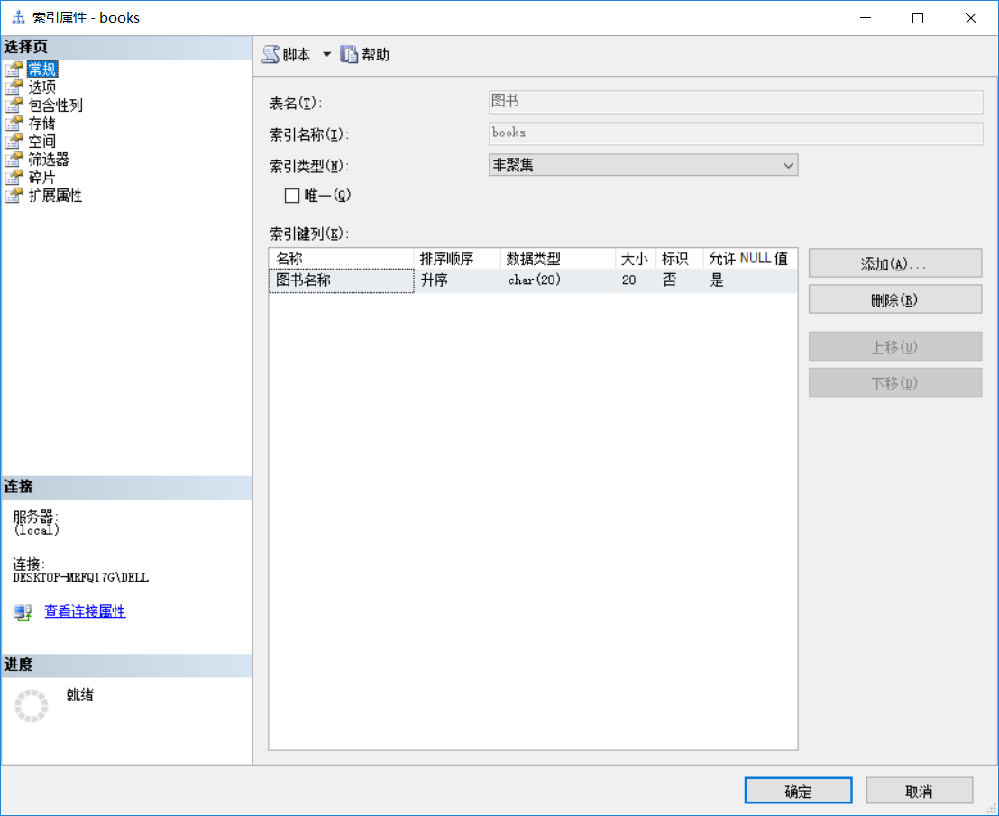 索引属性 - books
选择页
常规
选项
包含性列
存储
空间
筛选器
碎片
扩展属性
脚本 帮助
表名(T): 图书
索引名称(I): books
索引类型(N): 非聚集
唯一(Q)
索引键列(K):
名称 排序顺序 数据类型 大小 标识 允许 NULL 值
图书名称 升序 char(20) 20 否 是
添加(A)...
删除(R)
上移(U)
下移(D)
连接
服务器:
(local)
连接:
DESKTOP-MRFQ17G\DELL
查看连接属性
进度
就绪
确定 取消